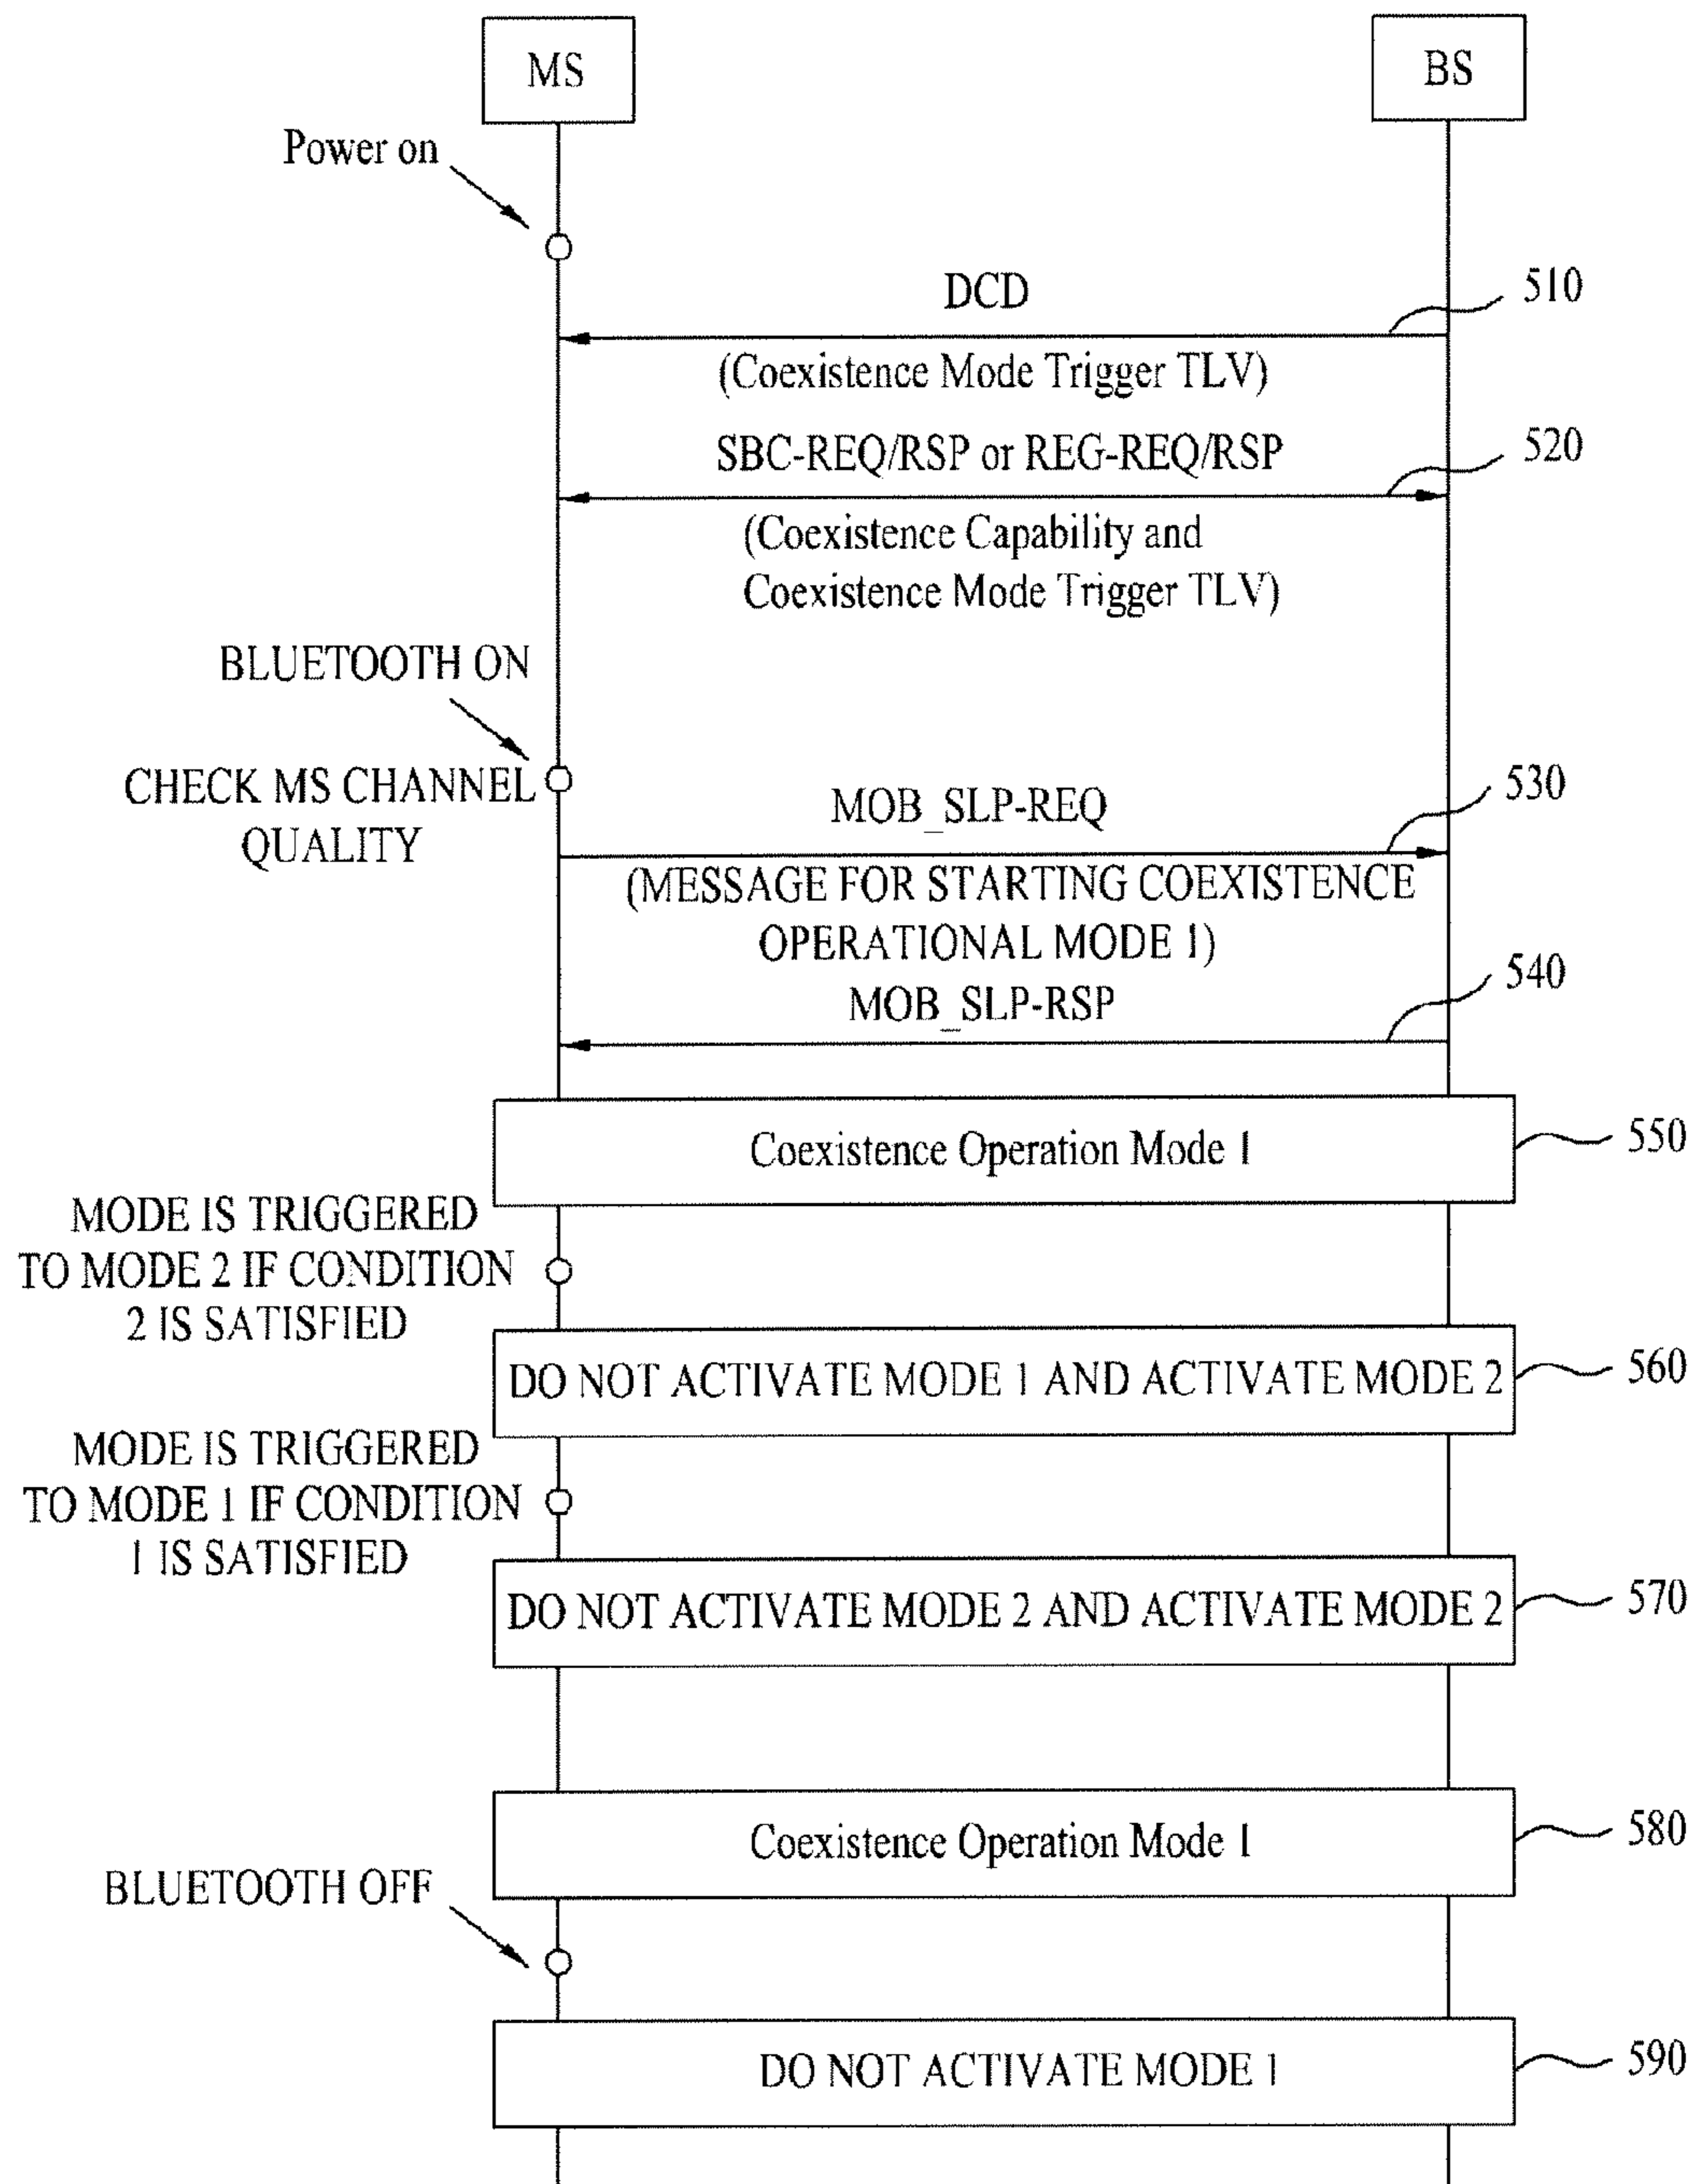 MS
BS
Power on
DCD
510
(Coexistence Mode Trigger TLV)
SBC-REQ/RSP or REG-REQ/RSP
520
(Coexistence Capability and
Coexistence Mode Trigger TLV)
BLUETOOTH ON
CHECK MS CHANNEL
QUALITY
MOB_SLP-REQ
530
(MESSAGE FOR STARTING COEXISTENCE
OPERATIONAL MODE 1)
MOB_SLP-RSP
540
Coexistence Operation Mode 1
550
MODE IS TRIGGERED
TO MODE 2 IF CONDITION
2 IS SATISFIED
DO NOT ACTIVATE MODE 1 AND ACTIVATE MODE 2
560
MODE IS TRIGGERED
TO MODE 1 IF CONDITION
1 IS SATISFIED
DO NOT ACTIVATE MODE 2 AND ACTIVATE MODE 2
570
Coexistence Operation Mode 1
580
BLUETOOTH OFF
DO NOT ACTIVATE MODE 1
590